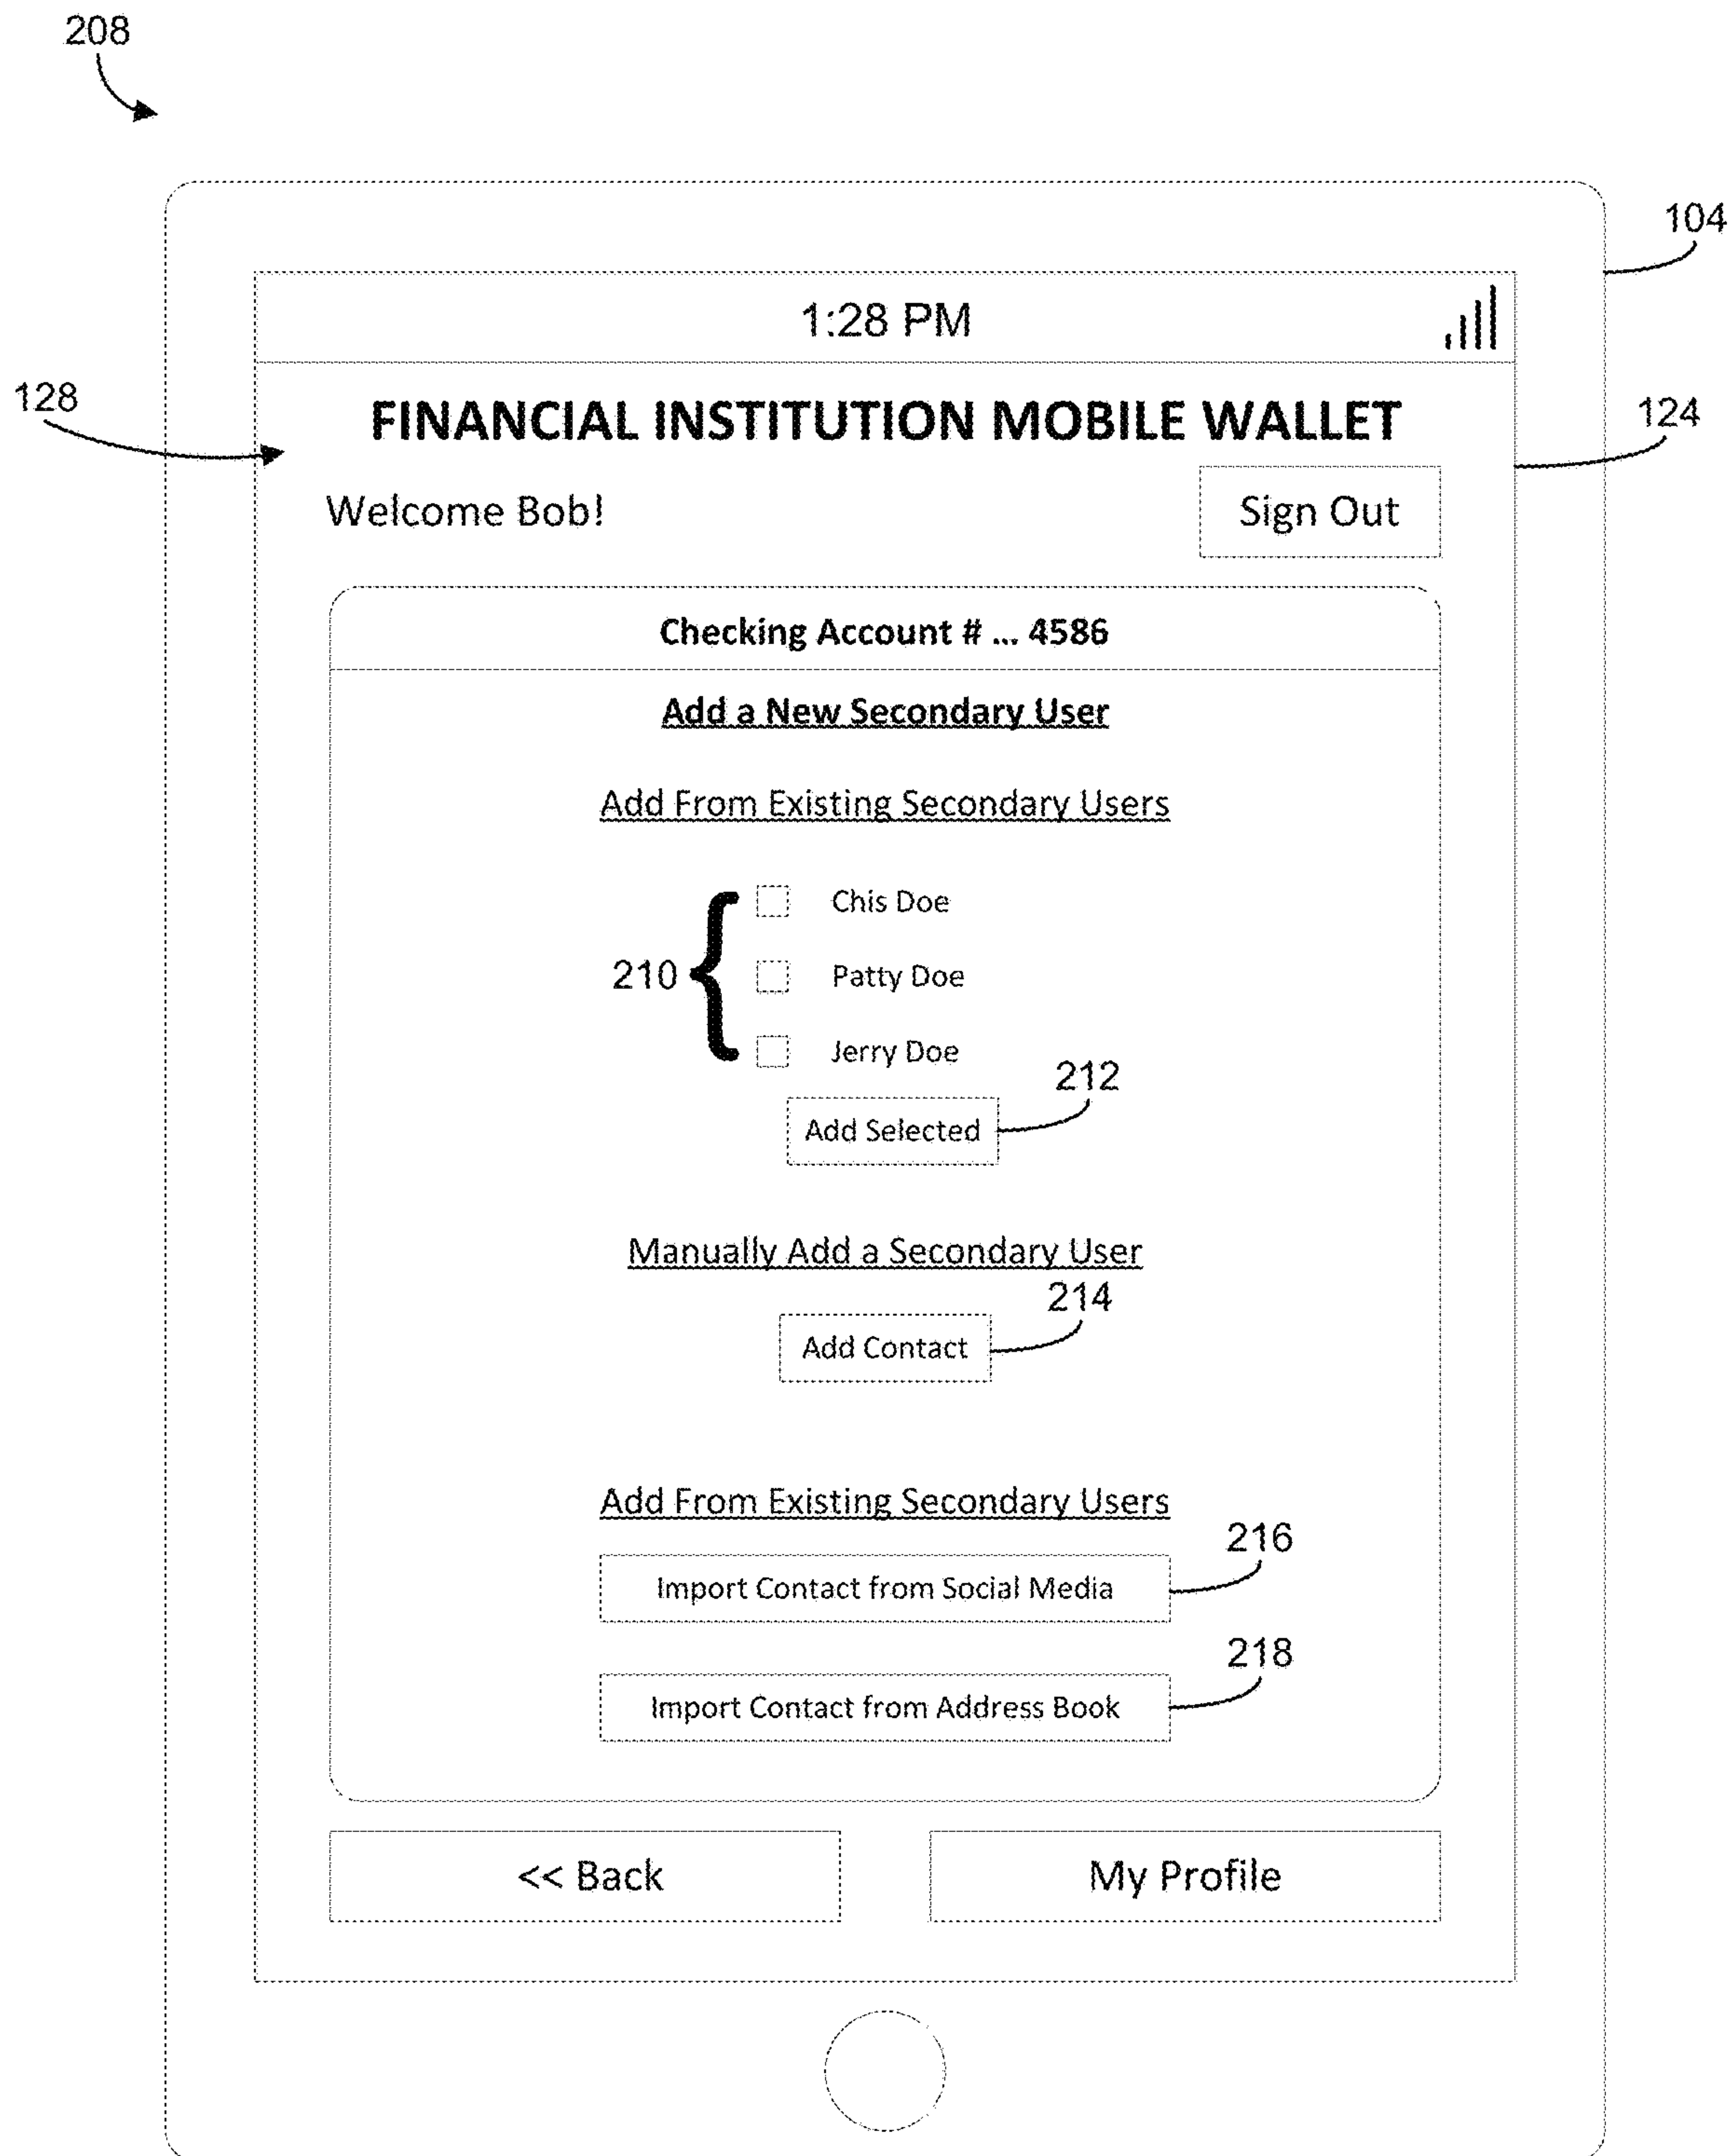 208
104
1:28 PM
128
FINANCIAL INSTITUTION MOBILE WALLET
124
Welcome Bob!
Sign Out
Checking Account # ... 4586
Add a New Secondary User
Add From Existing Secondary Users
Chis Doe
210
Patty Doe
Jerry Doe
212
Add Selected
Manually Add a Secondary User
214
Add Contact
Add From Existing Secondary Users
216
Import Contact from Social Media
218
Import Contact from Address Book
<< Back
My Profile